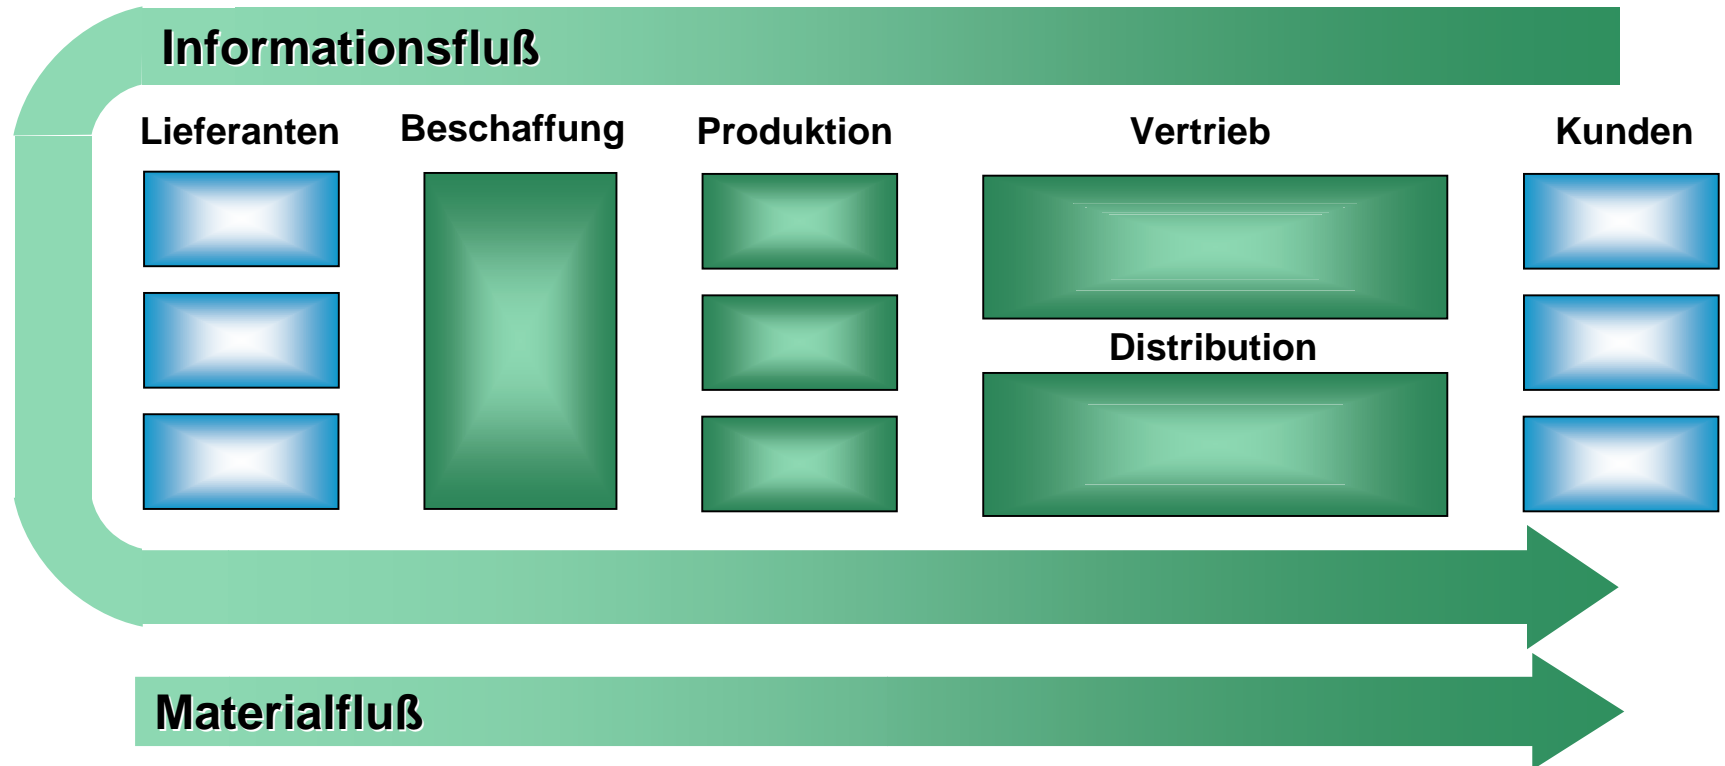 Informationsfluß
Lieferanten
Beschaffung
Produktion
Vertrieb
Kunden
Distribution
Materialfluß